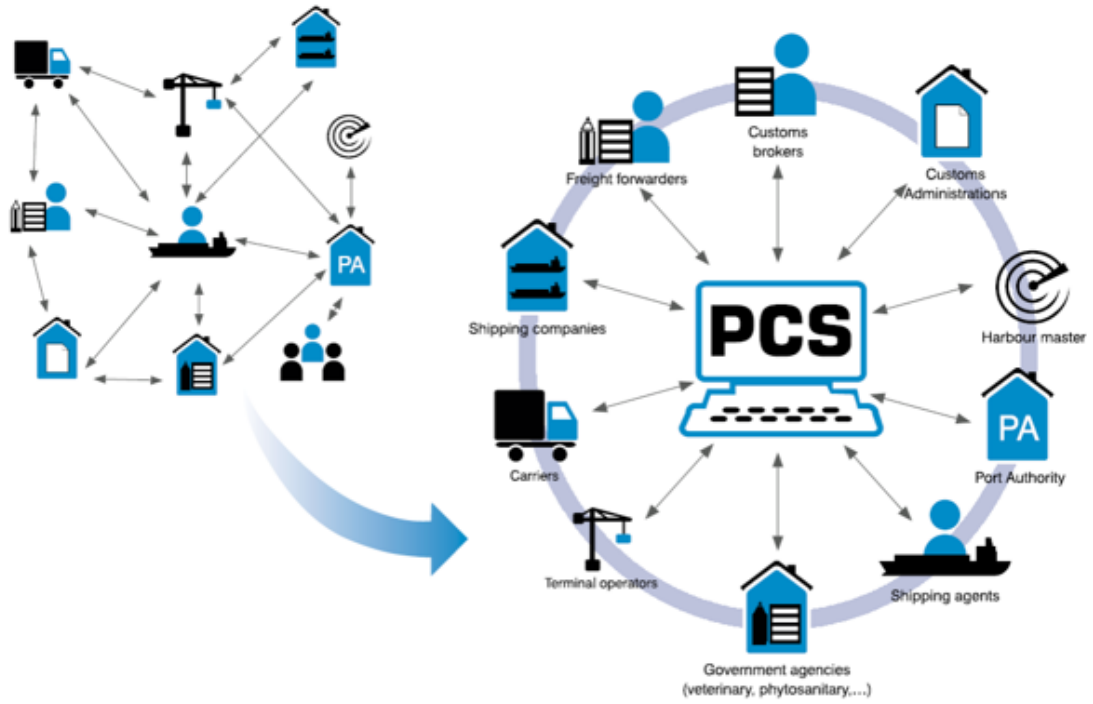 PA
Customs
brokers
Freight forwarders
Customs
Administrations
Shipping companies
PCS
Harbour master
Carriers
PA
Port Authority
Terminal operators
Shipping agents
Government agencies
(veterinary, phytosanitary,...)